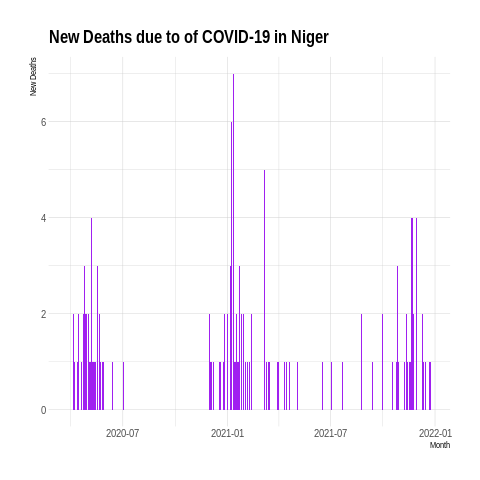 New Deaths due to of COVID-19 in Niger
New Deaths
6
4
2
0
2020-07
2021-01
2021-07
2022-01
Month